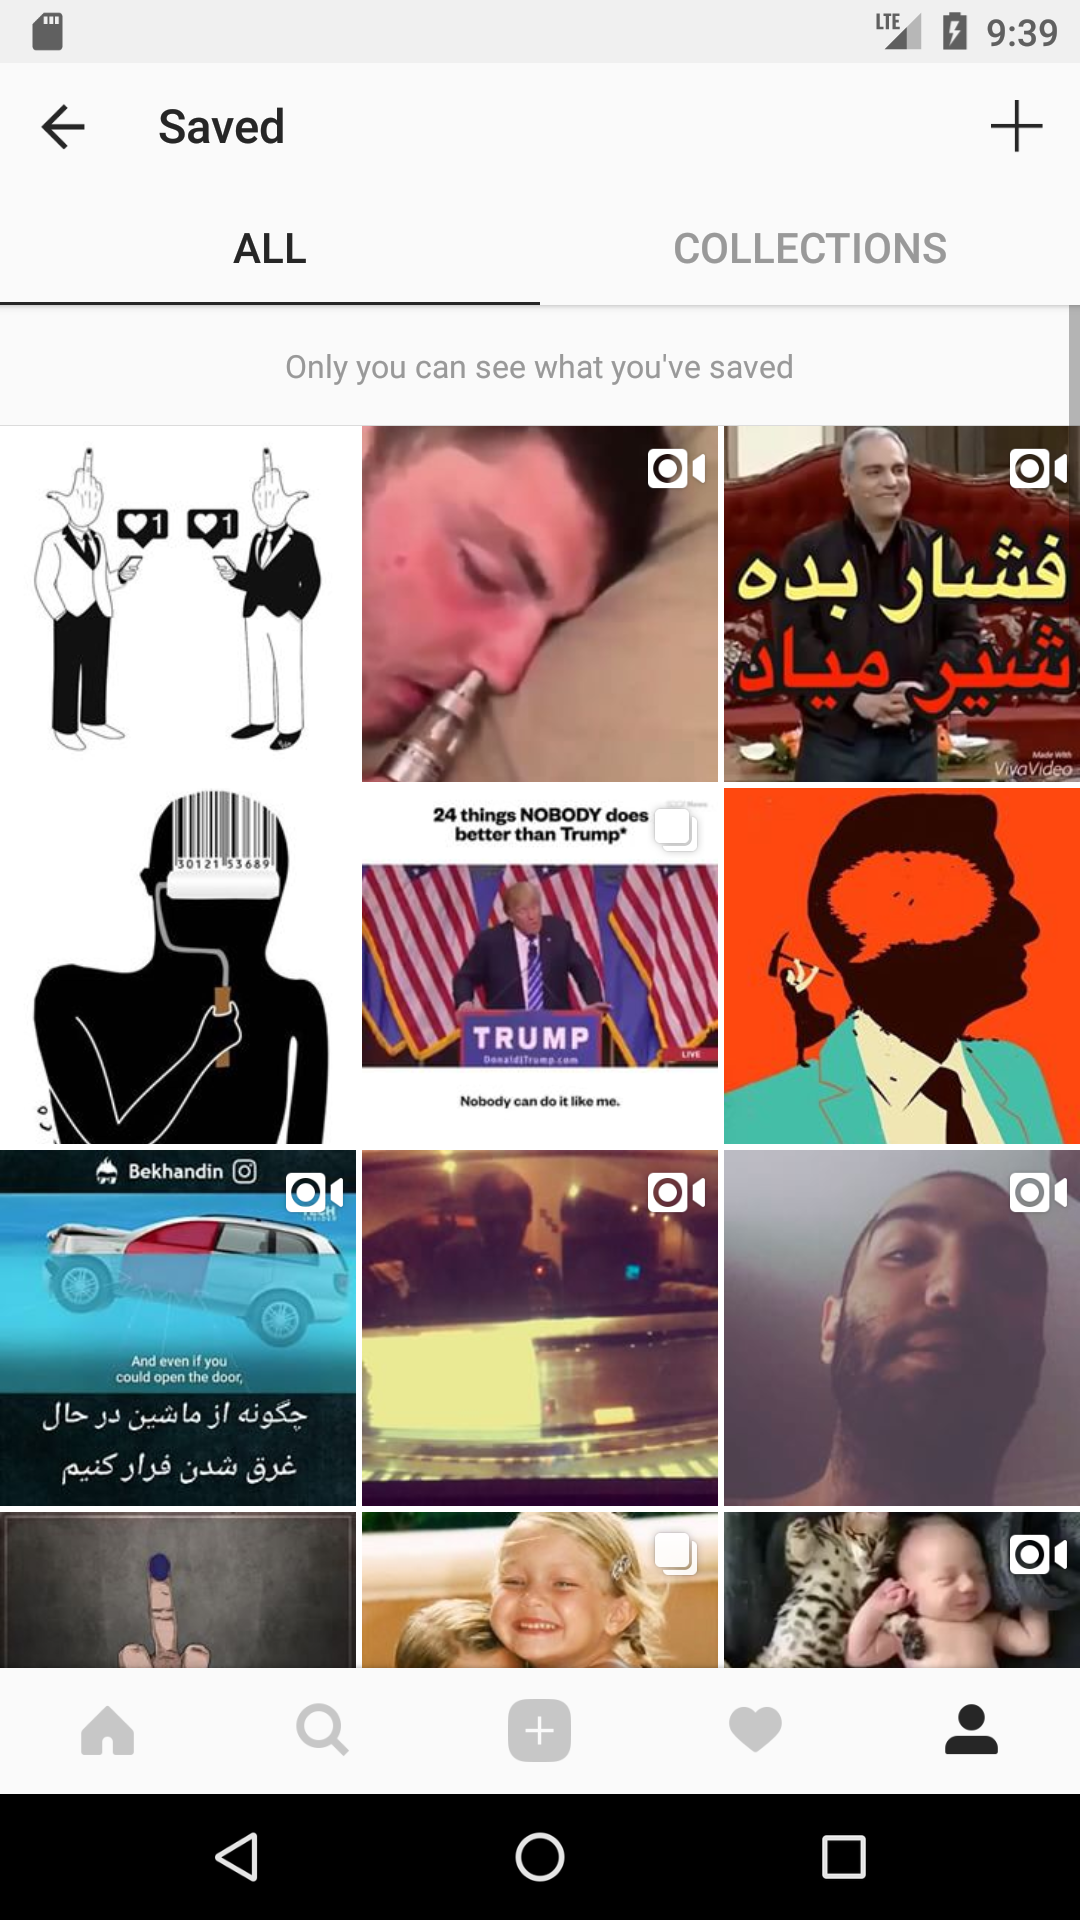 LTE 9:39
Saved
ALL COLLECTIONS
Only you can see what you've saved
1 1
فشار بده
شیر میاد
Made With
VivaVideo
30121 53689
24 things NOBODY does
better than Trump*
TRUMP
DonaldJTrump.com
LIVE
Nobody can do it like me.
Bekhandin
TECH
INSIDER
And even if you
could open the door,
چگونه از ماشین در حال
غرق شدن فرار کنیم